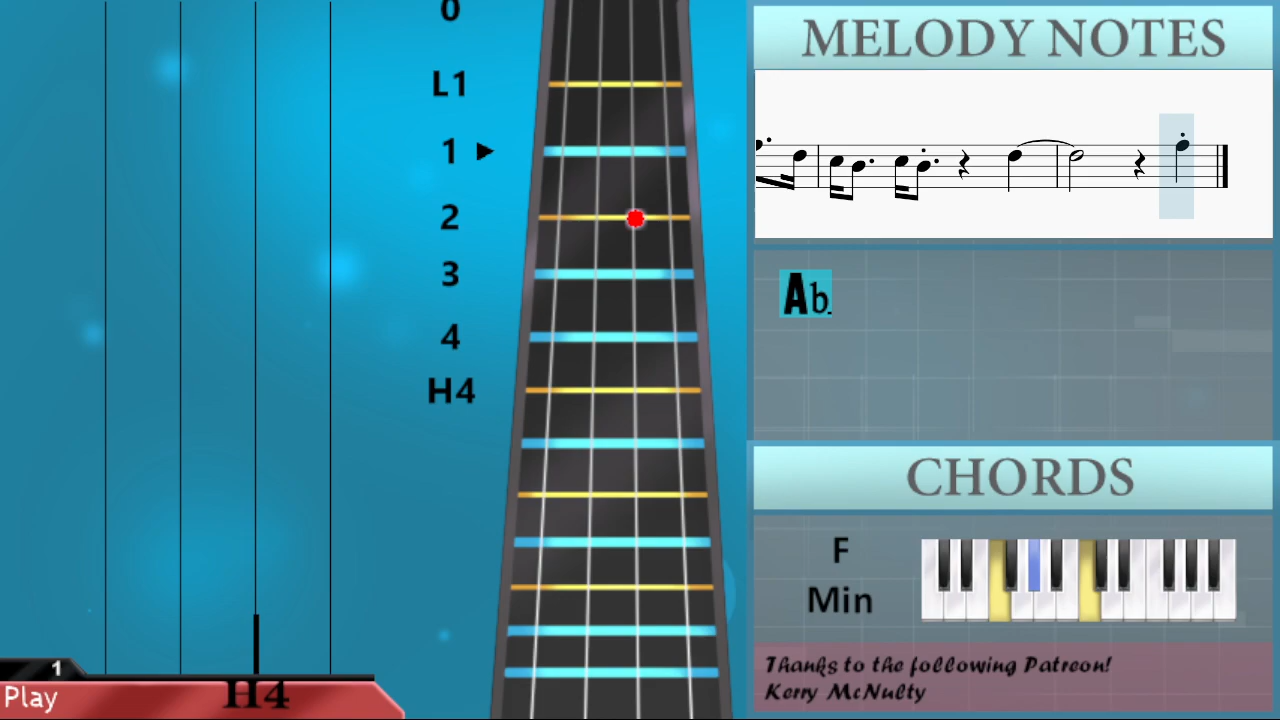 0
L1
1
2
3
4
H4
1
Play
H4
MELODY NOTES
Ab
CHORDS
F
Min
Thanks to the following Patreon!
Kerry McNulty